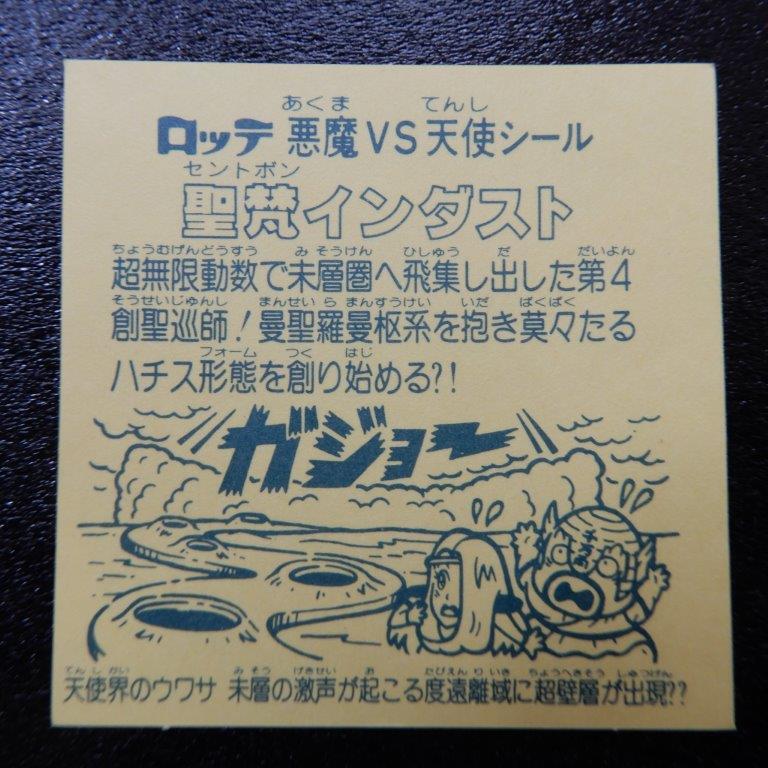 あくま てんし
ロッテ 悪魔VS天使シール
セントボン
聖梵インダスト
ちょうむげんどうすう みそうけん ひしゅう だ だいよん
超無限動数で未層圏へ飛集し出した第4
そうせいじゅんし まんせいら まんすうけい いだ ばくばく
創聖巡師!曼聖羅曼枢系を抱き莫々たる
フォーム つく はじ
ハチス形態を創り始める?!
ガジョー
てんしかい みそう げきせい お たびえんりいき ちょうへきそう しゅつげん
天使界のウワサ 未層の激声が起こる度遠離域に超壁層が出現??